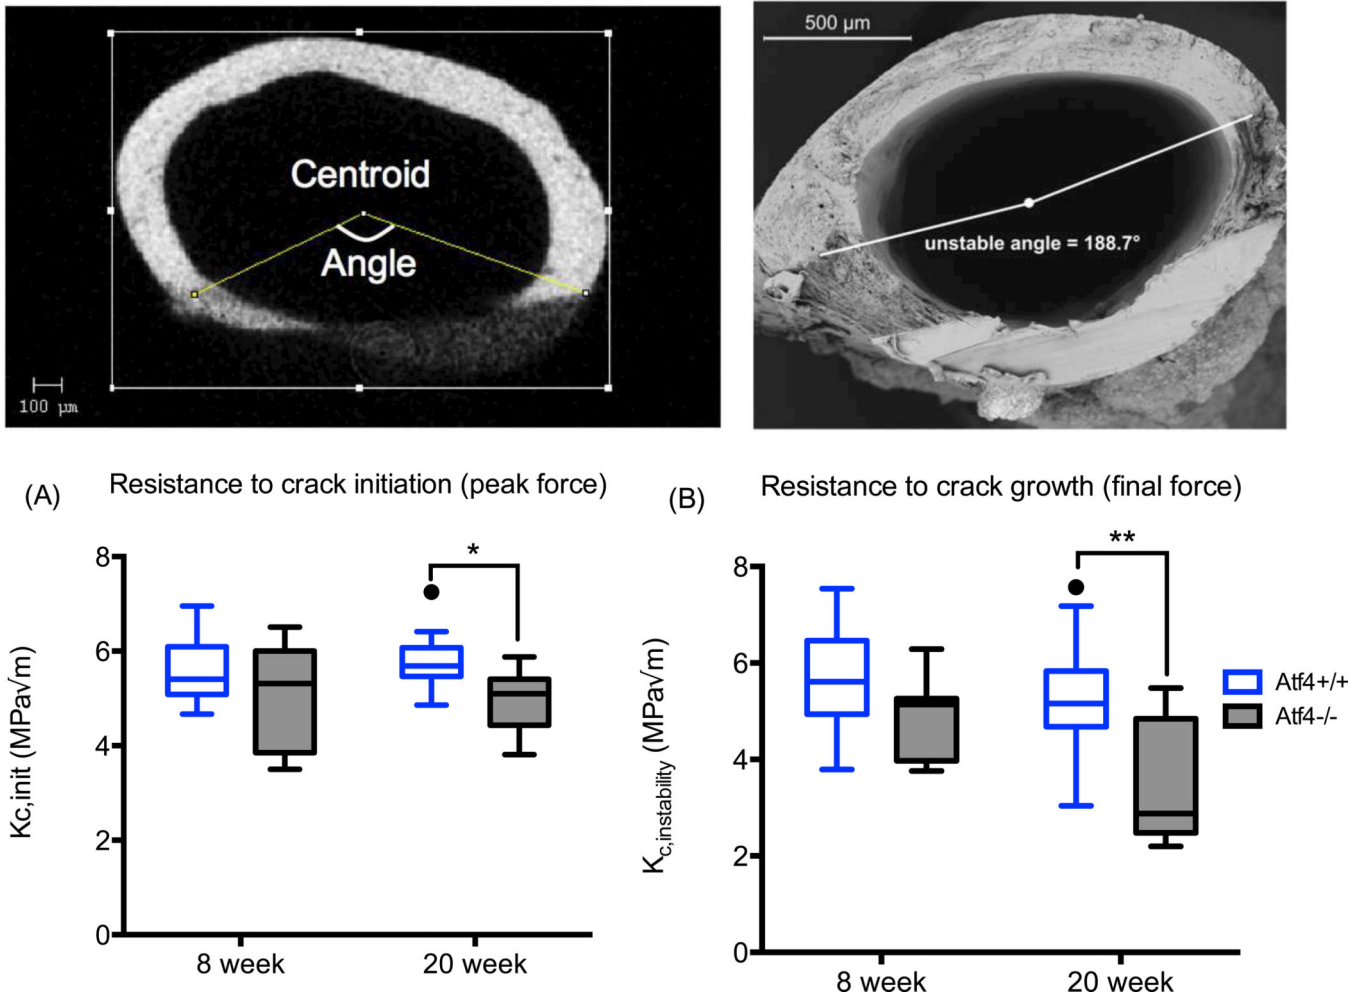 Centroid
Angle
100 µm
500 µm
unstable angle = 188.7°
(A) Resistance to crack initiation (peak force)
*
8
6
4
2
0
Kc,init (MPa√m)
8 week 20 week
(B) Resistance to crack growth (final force)
**
8
6
4
2
0
Kc,instability (MPa√m)
8 week 20 week
Atf4+/+
Atf4-/-